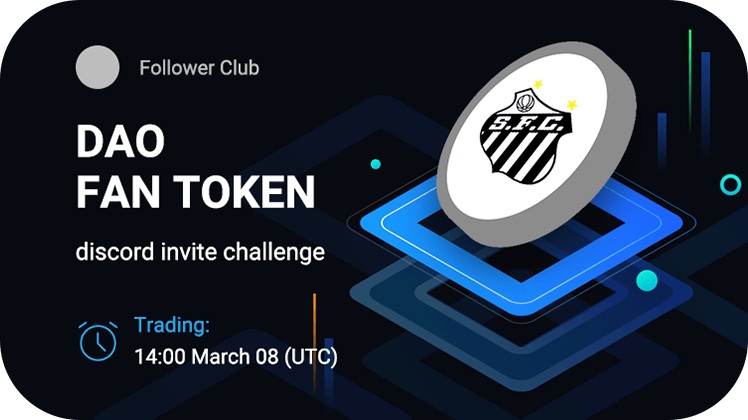 Follower Club
DAO
FAN TOKEN
discord invite challenge
Trading:
14:00 March 08 (UTC)
S.F.C.